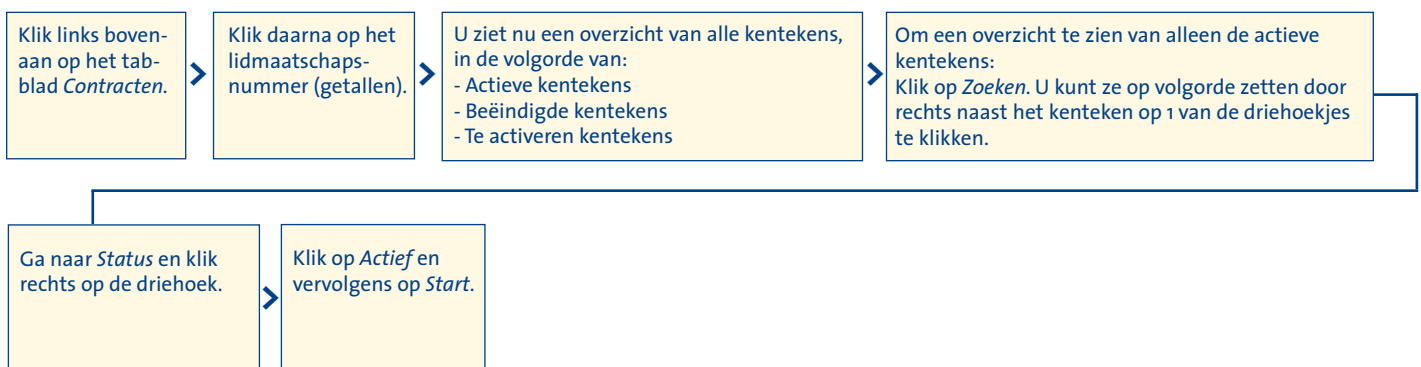 Klik links boven-
aan op het tab-
blad Contracten.
Klik daarna op het
lidmaatschaps-
nummer (getallen).
U ziet nu een overzicht van alle kentekens,
in de volgorde van:
- Actieve kentekens
- Beëindigde kentekens
- Te activeren kentekens
Om een overzicht te zien van alleen de actieve
kentekens:
Klik op Zoeken. U kunt ze op volgorde zetten door
rechts naast het kenteken op 1 van de driehoekjes
te klikken.
Ga naar Status en klik
rechts op de driehoek.
Klik op Actief en
vervolgens op Start.